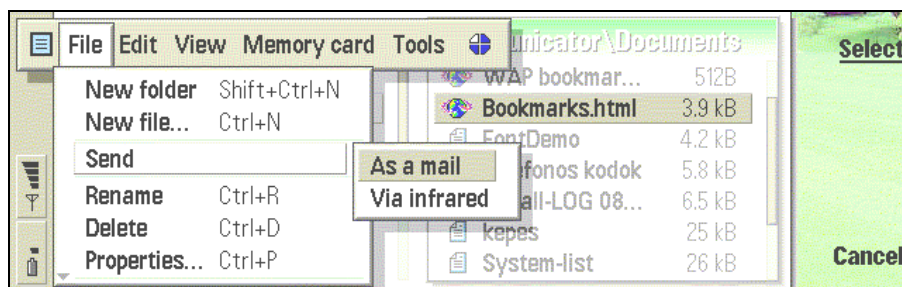 File Edit View Memory card Tools
New folder Shift+Ctrl+N
New file... Ctrl+N
Send
Rename Ctrl+R
Delete Ctrl+D
Properties... Ctrl+P
As a mail
Via infrared
\Documents
WAP bookmar... 512B
Bookmarks.html 3.9 kB
FontDemo 4.2 kB
fonos kodok 5.8 kB
all-LOG 08... 6.5 kB
kepes 25 kB
System-list 26 kB
Select
Cancel